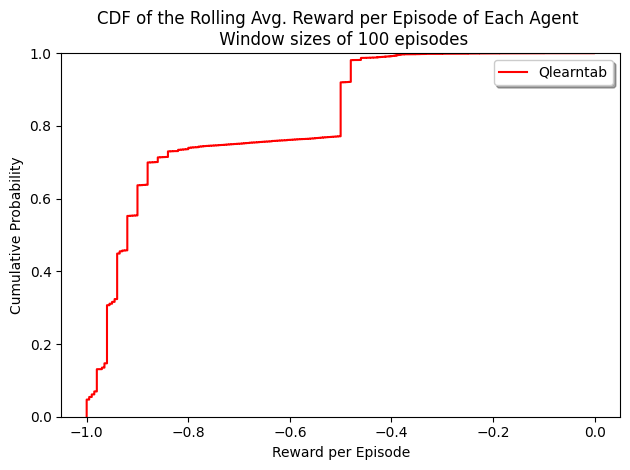 CDF of the Rolling Avg. Reward per Episode of Each Agent
Window sizes of 100 episodes
Qlearntab
1.0
0.8
0.6
0.4
0.2
0.0
Cumulative Probability
−1.0 −0.8 −0.6 −0.4 −0.2 0.0
Reward per Episode